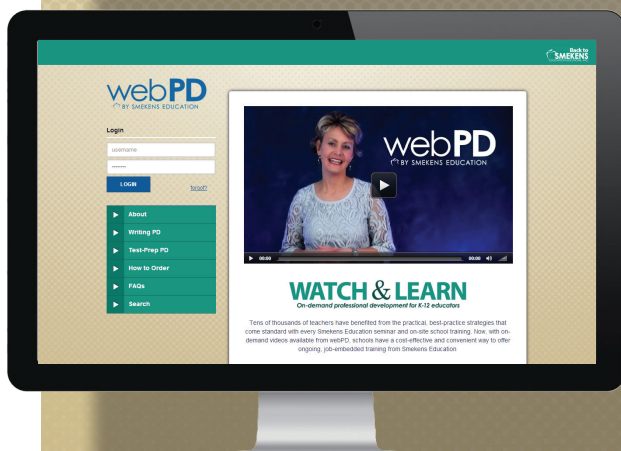 Back to
SMEKENS
webPD
BY SMEKENS EDUCATION
Login
username
LOGIN
forgot?
About
Writing PD
Test-Prep PD
How to Order
FAQs
Search
webPD
BY SMEKENS EDUCATION
00:00
00:00
WATCH & LEARN
On-demand professional development for K-12 educators
Tens of thousands of teachers have benefited from the practical, best-practice strategies that
come standard with every Smekens Education seminar and on-site school training. Now, with on-
demand videos available from webPD, schools have a cost-effective and convenient way to offer
ongoing, job-embedded training from Smekens Education